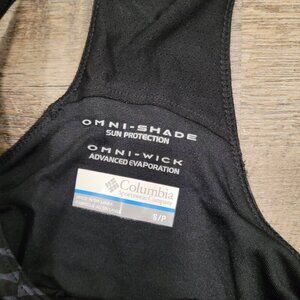 OMNI-SHADE
SUN PROTECTION
OMNI-WICK
ADVANCED EVAPORATION
Columbia
Sportswear Company
S/P